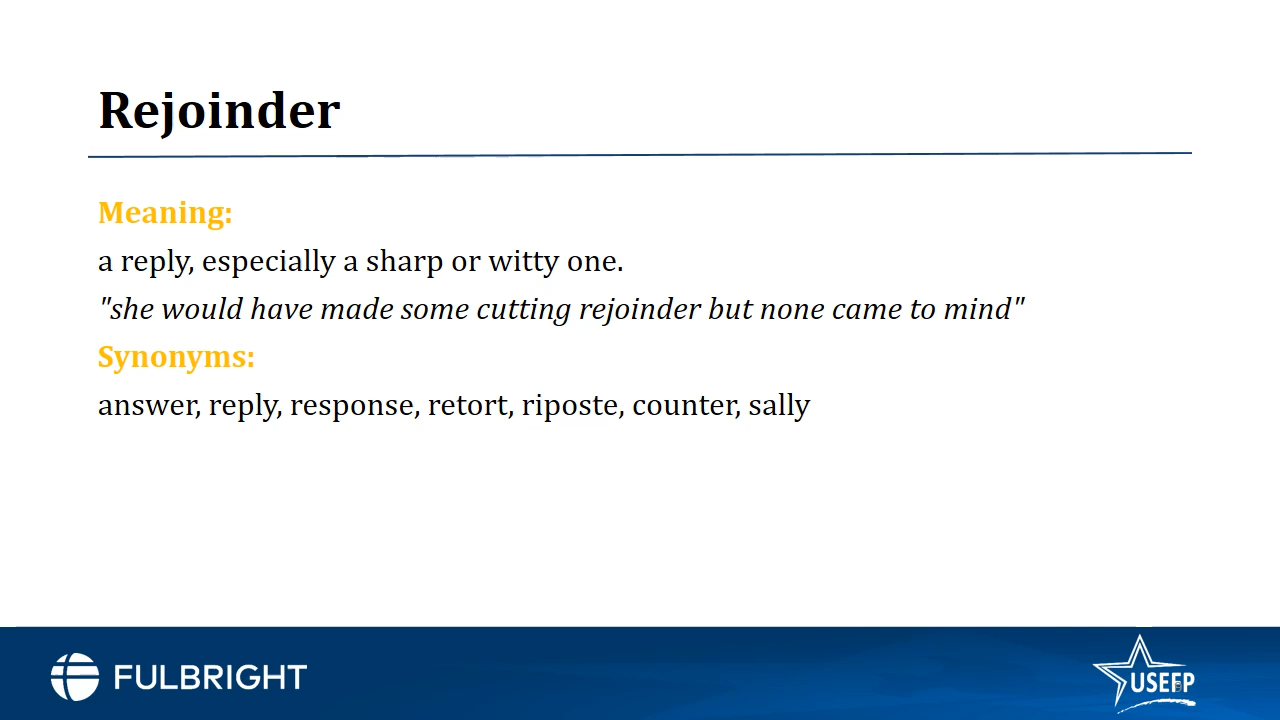 Rejoinder
Meaning:
a reply, especially a sharp or witty one.
"she would have made some cutting rejoinder but none came to mind"
Synonyms:
answer, reply, response, retort, riposte, counter, sally
FULBRIGHT
USEFP